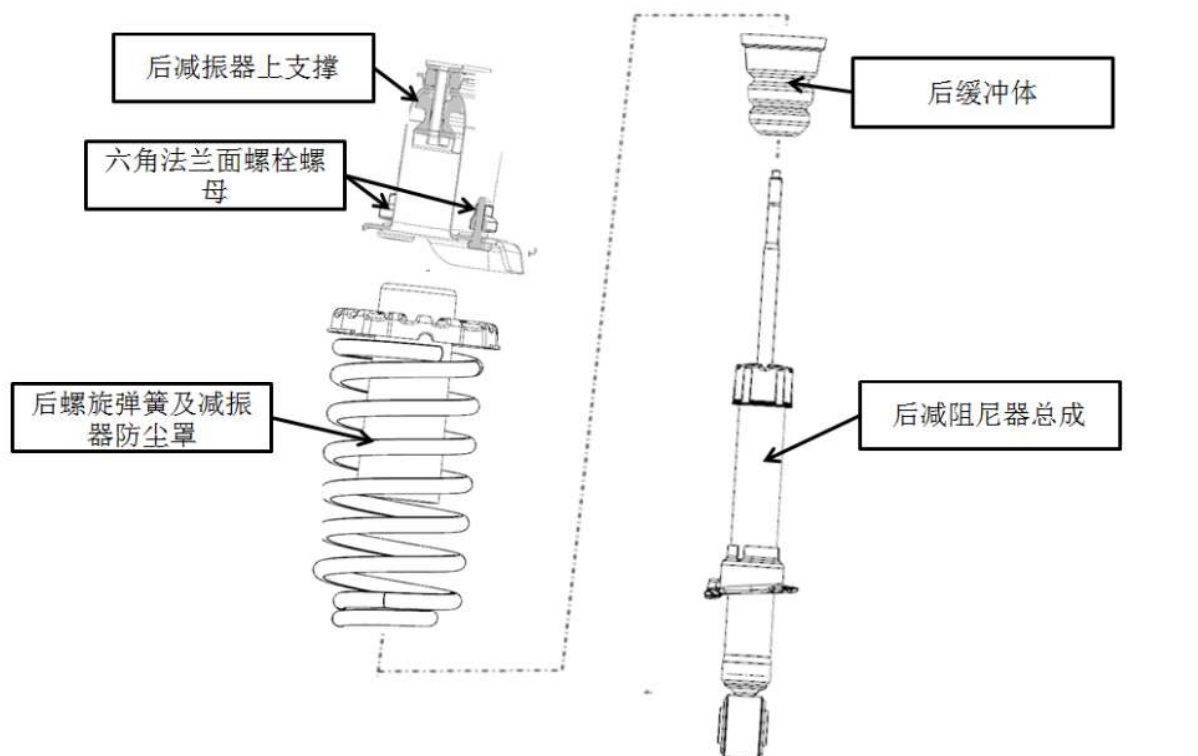 后减振器上支撑
后缓冲体
六角法兰面螺栓螺
母
后螺旋弹簧及减振
器防尘罩
后减阻尼器总成